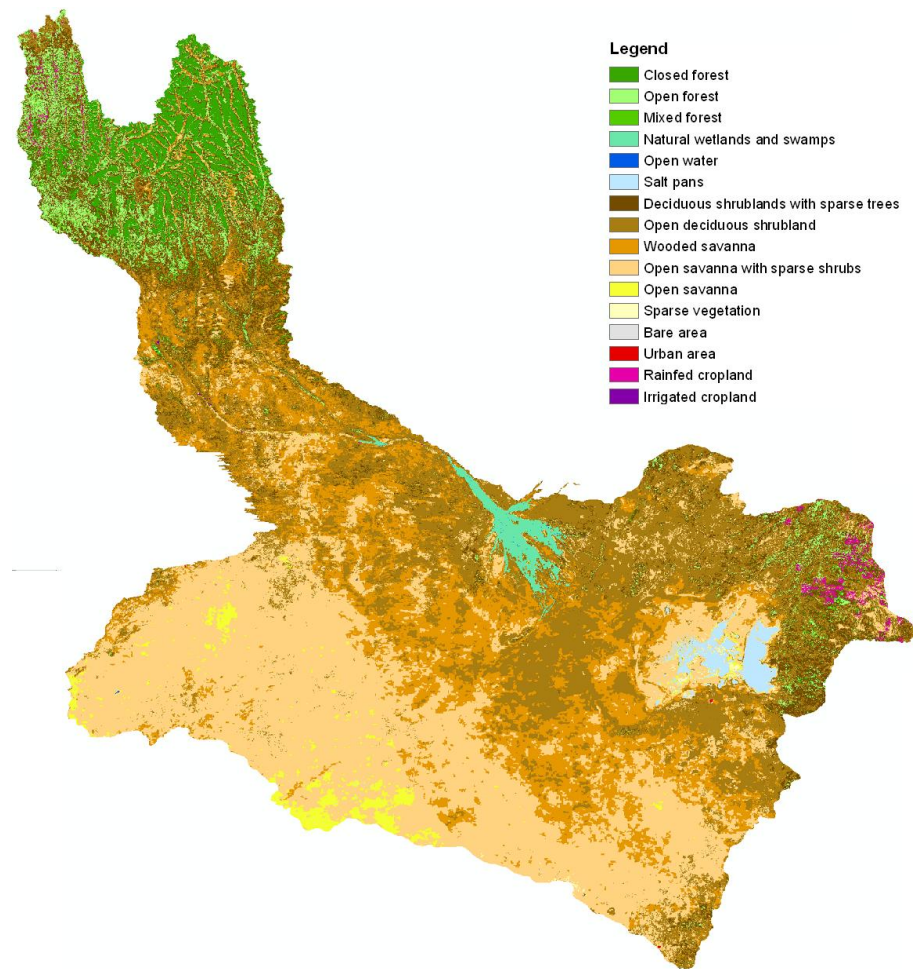 Legend
Closed forest
Open forest
Mixed forest
Natural wetlands and swamps
Open water
Salt pans
Deciduous shrublands with sparse trees
Open deciduous shrubland
Wooded savanna
Open savanna with sparse shrubs
Open savanna
Sparse vegetation
Bare area
Urban area
Rainfed cropland
Irrigated cropland